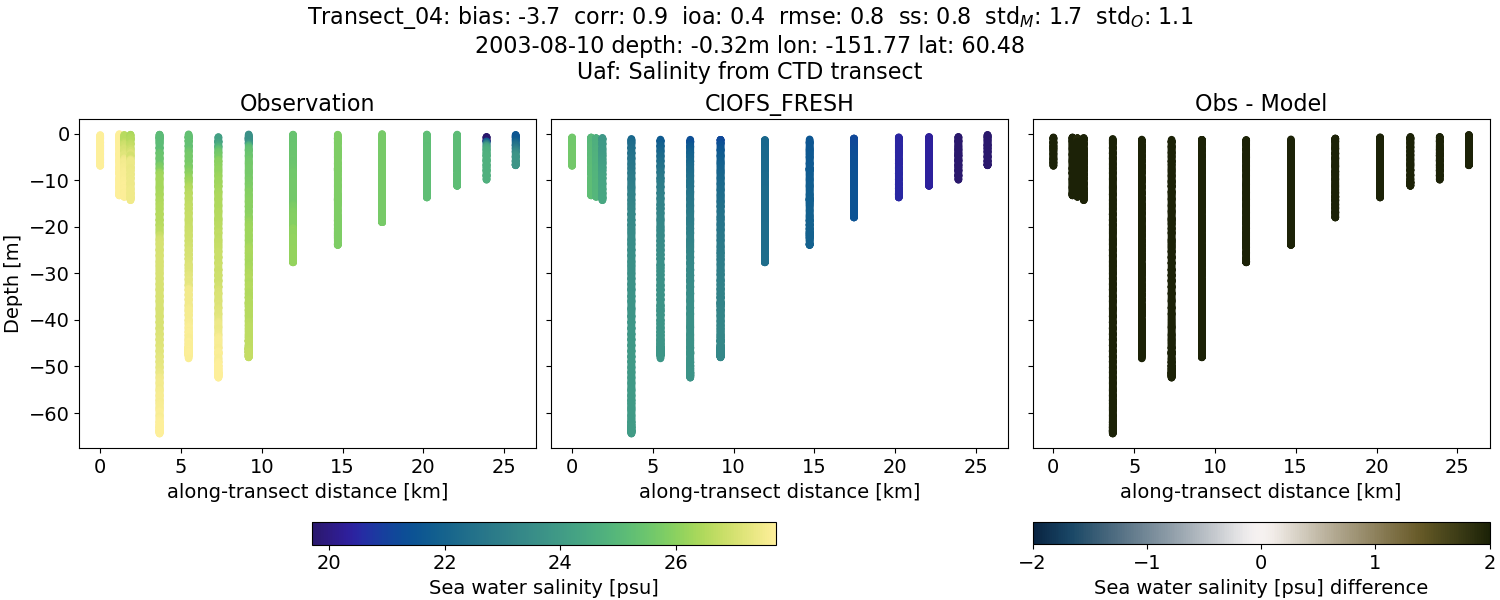 Transect_04: bias: -3.7 corr: 0.9 ioa: 0.4 rmse: 0.8 ss: 0.8 std_M: 1.7 std_O: 1.1
2003-08-10 depth: -0.32m lon: -151.77 lat: 60.48
Uaf: Salinity from CTD transect
Observation
CIOFS_FRESH
Obs - Model
Depth [m]
0
−10
−20
−30
−40
−50
−60
0 5 10 15 20 25
0 5 10 15 20 25
0 5 10 15 20 25
along-transect distance [km]
along-transect distance [km]
along-transect distance [km]
20 22 24 26
Sea water salinity [psu]
−2 −1 0 1 2
Sea water salinity [psu] difference